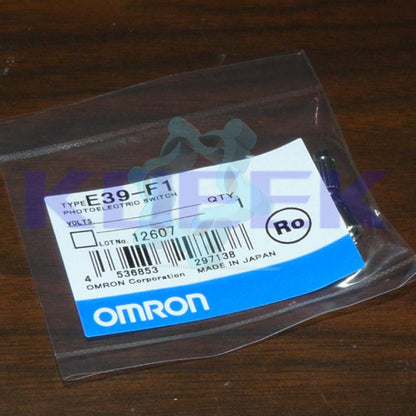 TYPE E39-F1
PHOTOELECTRIC SWITCH
VOLTS
QTY. 1
LOT No. 12607
Ro
4 536853 297138
OMRON Corporation MADE IN JAPAN
OMRON